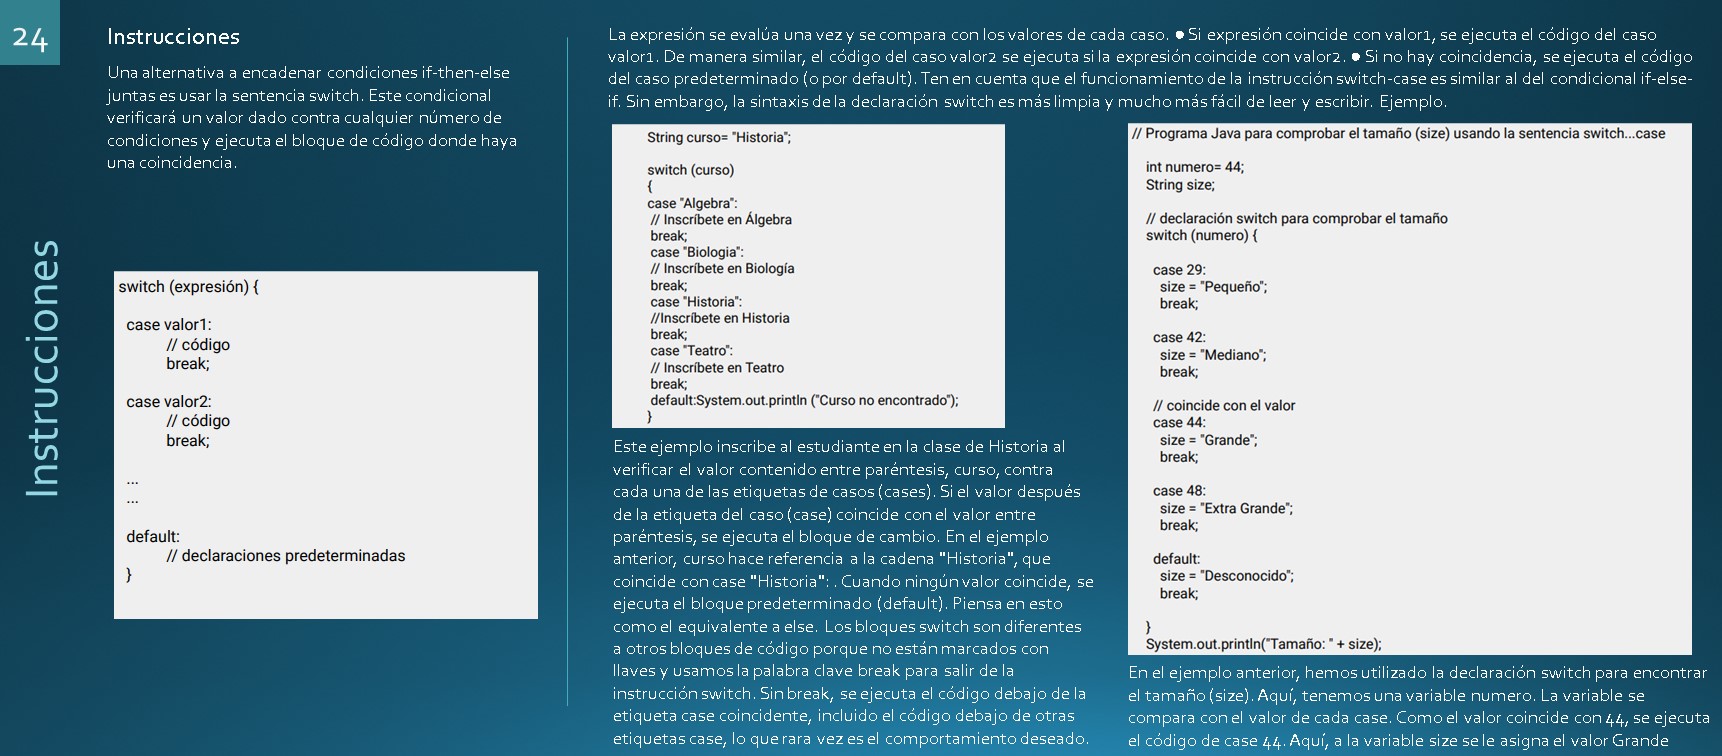 24
Instrucciones
Instrucciones
Una alternativa a encadenar condiciones if-then-else
juntas es usar la sentencia switch. Este condicional
verificará un valor dado contra cualquier número de
condiciones y ejecuta el bloque de código donde haya
una coincidencia.
switch (expresión) {
case valor1:
// código
break;
case valor2:
// código
break;
...
...
default:
// declaraciones predeterminadas
}
La expresión se evalúa una vez y se compara con los valores de cada caso. ● Si expresión coincide con valor1, se ejecuta el código del caso
valor1. De manera similar, el código del caso valor2 se ejecuta si la expresión coincide con valor2. ● Si no hay coincidencia, se ejecuta el código
del caso predeterminado (o por default). Ten en cuenta que el funcionamiento de la instrucción switch-case es similar al del condicional if-else-
if. Sin embargo, la sintaxis de la declaración switch es más limpia y mucho más fácil de leer y escribir. Ejemplo.
String curso= "Historia";
switch (curso)
{
case "Algebra":
// Inscríbete en Álgebra
break;
case "Biologia":
// Inscríbete en Biología
break;
case "Historia":
//Inscríbete en Historia
break;
case "Teatro":
// Inscríbete en Teatro
break;
default:System.out.println ("Curso no encontrado");
}
Este ejemplo inscribe al estudiante en la clase de Historia al
verificar el valor contenido entre paréntesis, curso, contra
cada una de las etiquetas de casos (cases). Si el valor después
de la etiqueta del caso (case) coincide con el valor entre
paréntesis, se ejecuta el bloque de cambio. En el ejemplo
anterior, curso hace referencia a la cadena "Historia", que
coincide con case "Historia": . Cuando ningún valor coincide, se
ejecuta el bloque predeterminado (default). Piensa en esto
como el equivalente a else. Los bloques switch son diferentes
a otros bloques de código porque no están marcados con
llaves y usamos la palabra clave break para salir de la
instrucción switch. Sin break, se ejecuta el código debajo de la
etiqueta case coincidente, incluido el código debajo de otras
etiquetas case, lo que rara vez es el comportamiento deseado.
// Programa Java para comprobar el tamaño (size) usando la sentencia switch...case
int numero= 44;
String size;
// declaración switch para comprobar el tamaño
switch (numero) {
case 29:
size = "Pequeño";
break;
case 42:
size = "Mediano";
break;
// coincide con el valor
case 44:
size = "Grande";
break;
case 48:
size = "Extra Grande";
break;
default:
size = "Desconocido";
break;
}
System.out.println("Tamaño: " + size);
En el ejemplo anterior, hemos utilizado la declaración switch para encontrar
el tamaño (size). Aquí, tenemos una variable numero. La variable se
compara con el valor de cada case. Como el valor coincide con 44, se ejecuta
el código de case 44. Aquí, a la variable size se le asigna el valor Grande